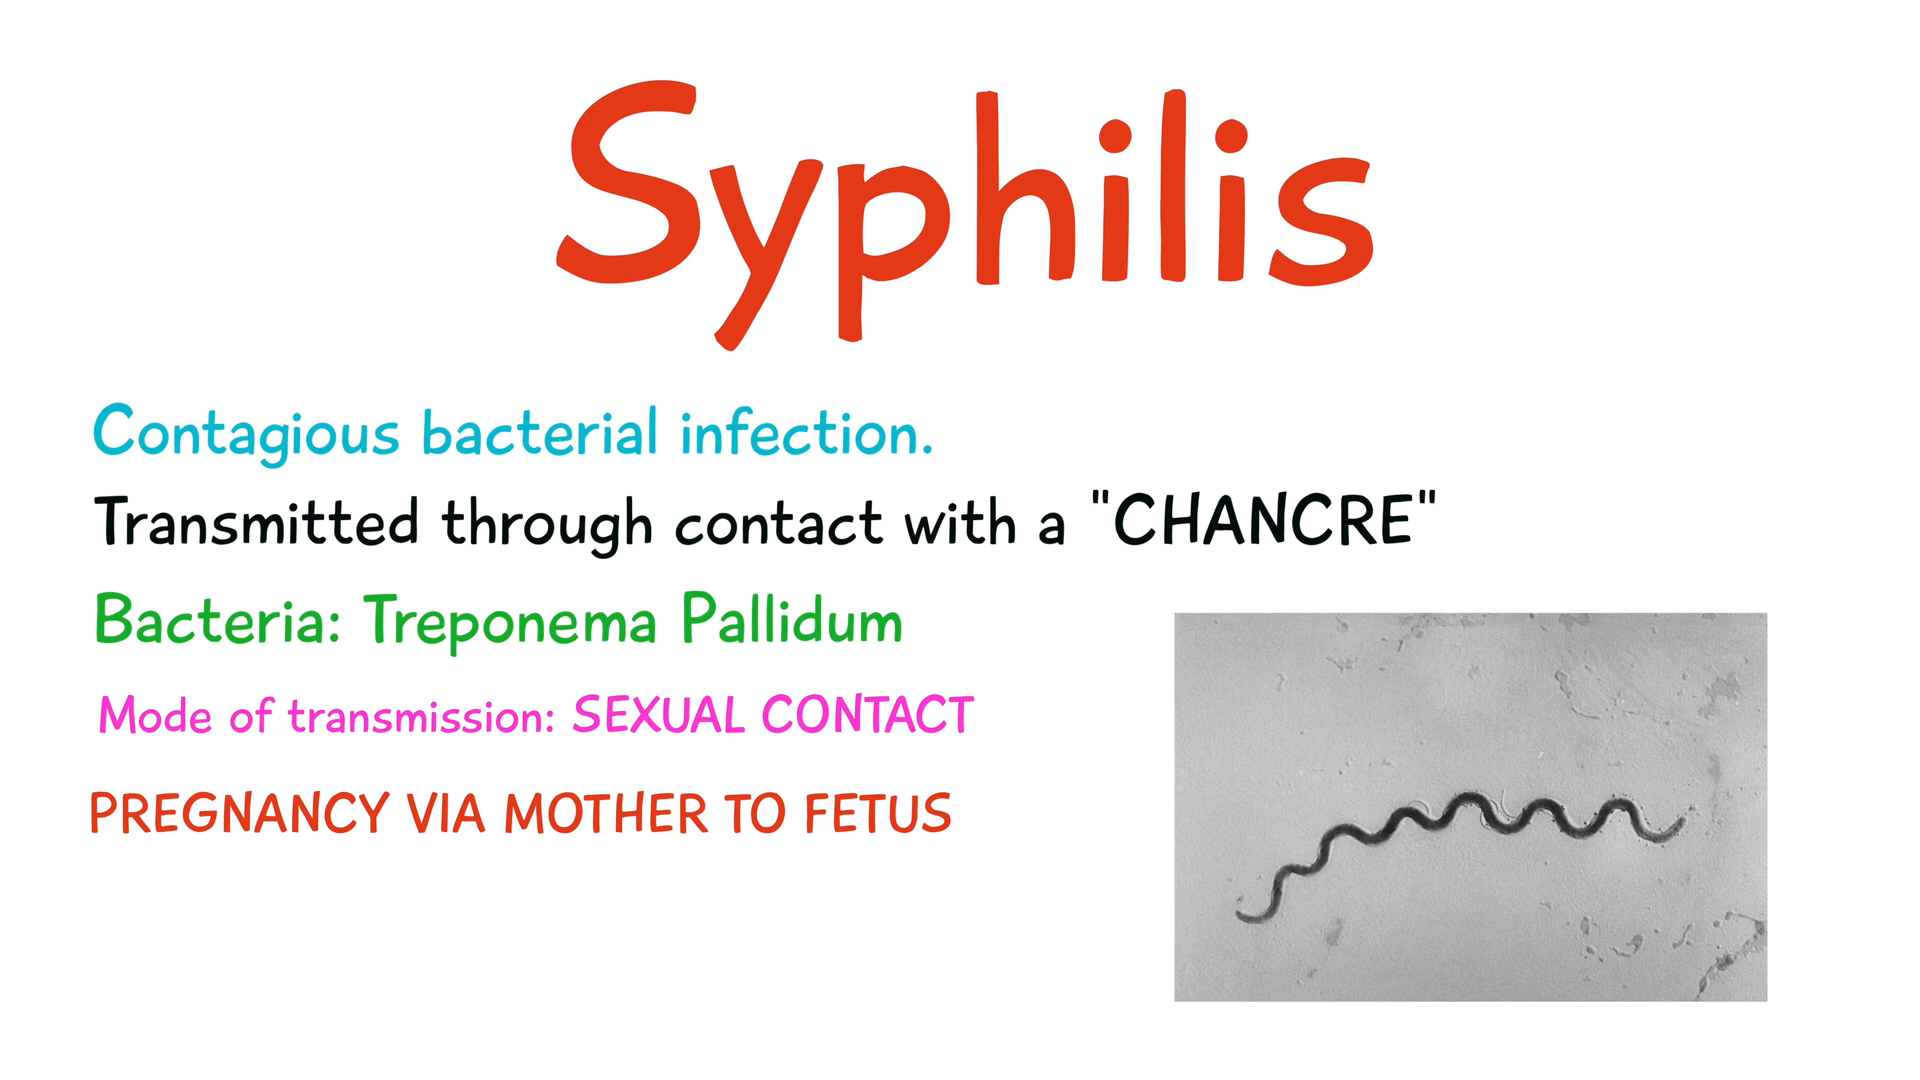 Syphilis
Contagious bacterial infection.
Transmitted through contact with a "CHANCRE"
Bacteria: Treponema Pallidum
Mode of transmission: SEXUAL CONTACT
PREGNANCY VIA MOTHER TO FETUS